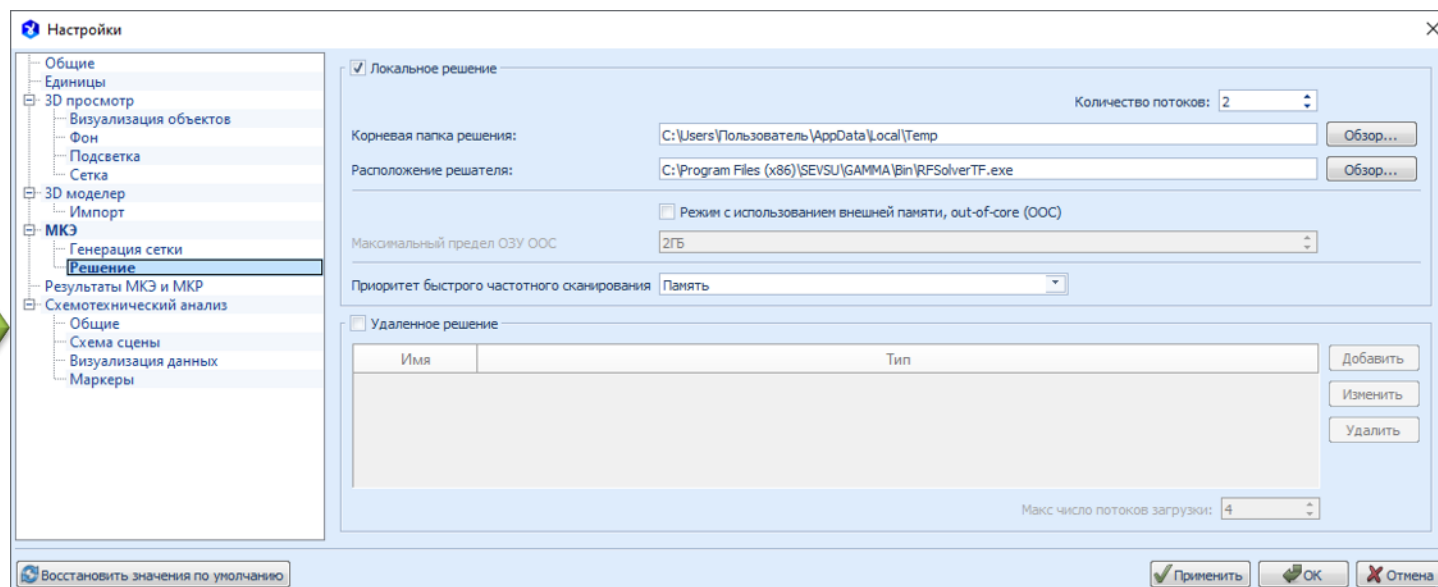 Настройки
Общие
Единицы
3D просмотр
Визуализация объектов
Фон
Подсветка
Сетка
3D моделер
Импорт
МКЭ
Генерация сетки
Решение
Результаты МКЭ и МКР
Схемотехнический анализ
Общие
Схема сцены
Визуализация данных
Маркеры
Локальное решение
Количество потоков: 2
Корневая папка решения: C:\Users\Пользователь\AppData\Local\Temp Обзор...
Расположение решателя: C:\Program Files (x86)\SEVSU\GAMMA\Bin\RFSolverTF.exe Обзор...
Режим с использованием внешней памяти, out-of-core (OOC)
Максимальный предел ОЗУ ООС 2ГБ
Приоритет быстрого частотного сканирования Память
Удаленное решение
Имя Тип
Добавить
Изменить
Удалить
Макс число потоков загрузки: 4
Восстановить значения по умолчанию Применить OK Отмена